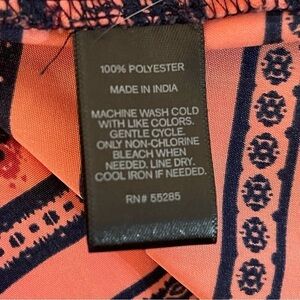 100% POLYESTER
MADE IN INDIA
MACHINE WASH COLD
WITH LIKE COLORS.
GENTLE CYCLE.
ONLY NON-CHLORINE
BLEACH WHEN
NEEDED. LINE DRY.
COOL IRON IF NEEDED.
RN# 55285